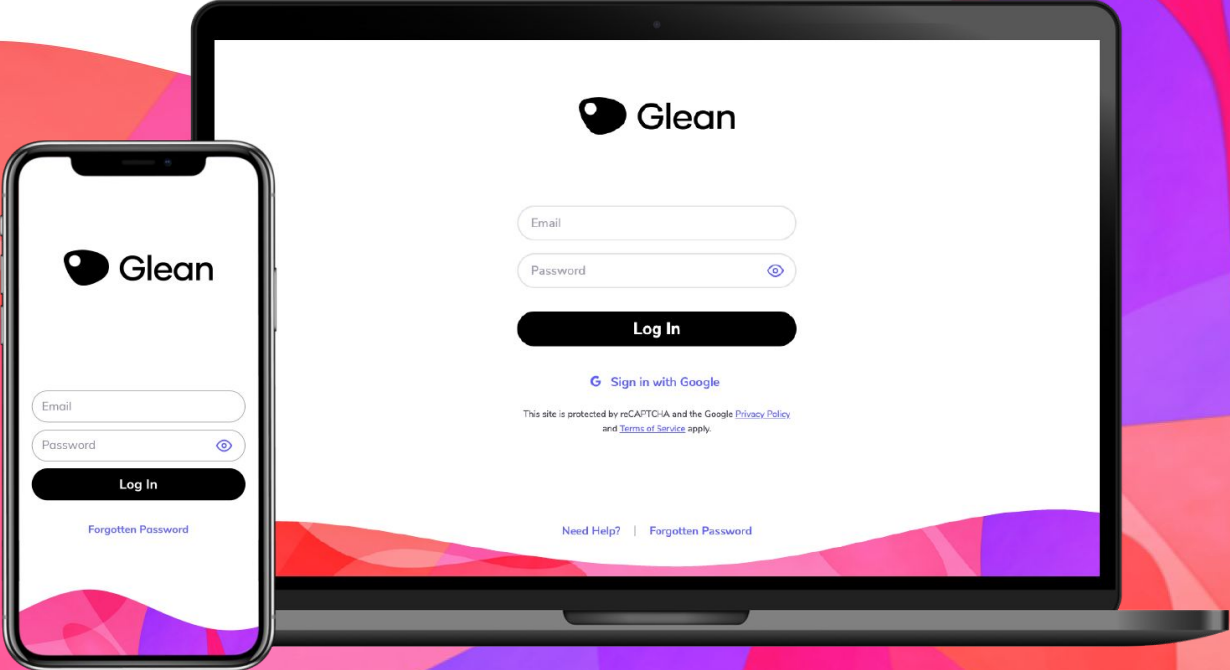 Glean
Email
Password
Log In
Forgotten Password
Glean
Email
Password
Log In
G Sign in with Google
This site is protected by reCAPTCHA and the Google Privacy Policy
and Terms of Service apply.
Need Help? | Forgotten Password